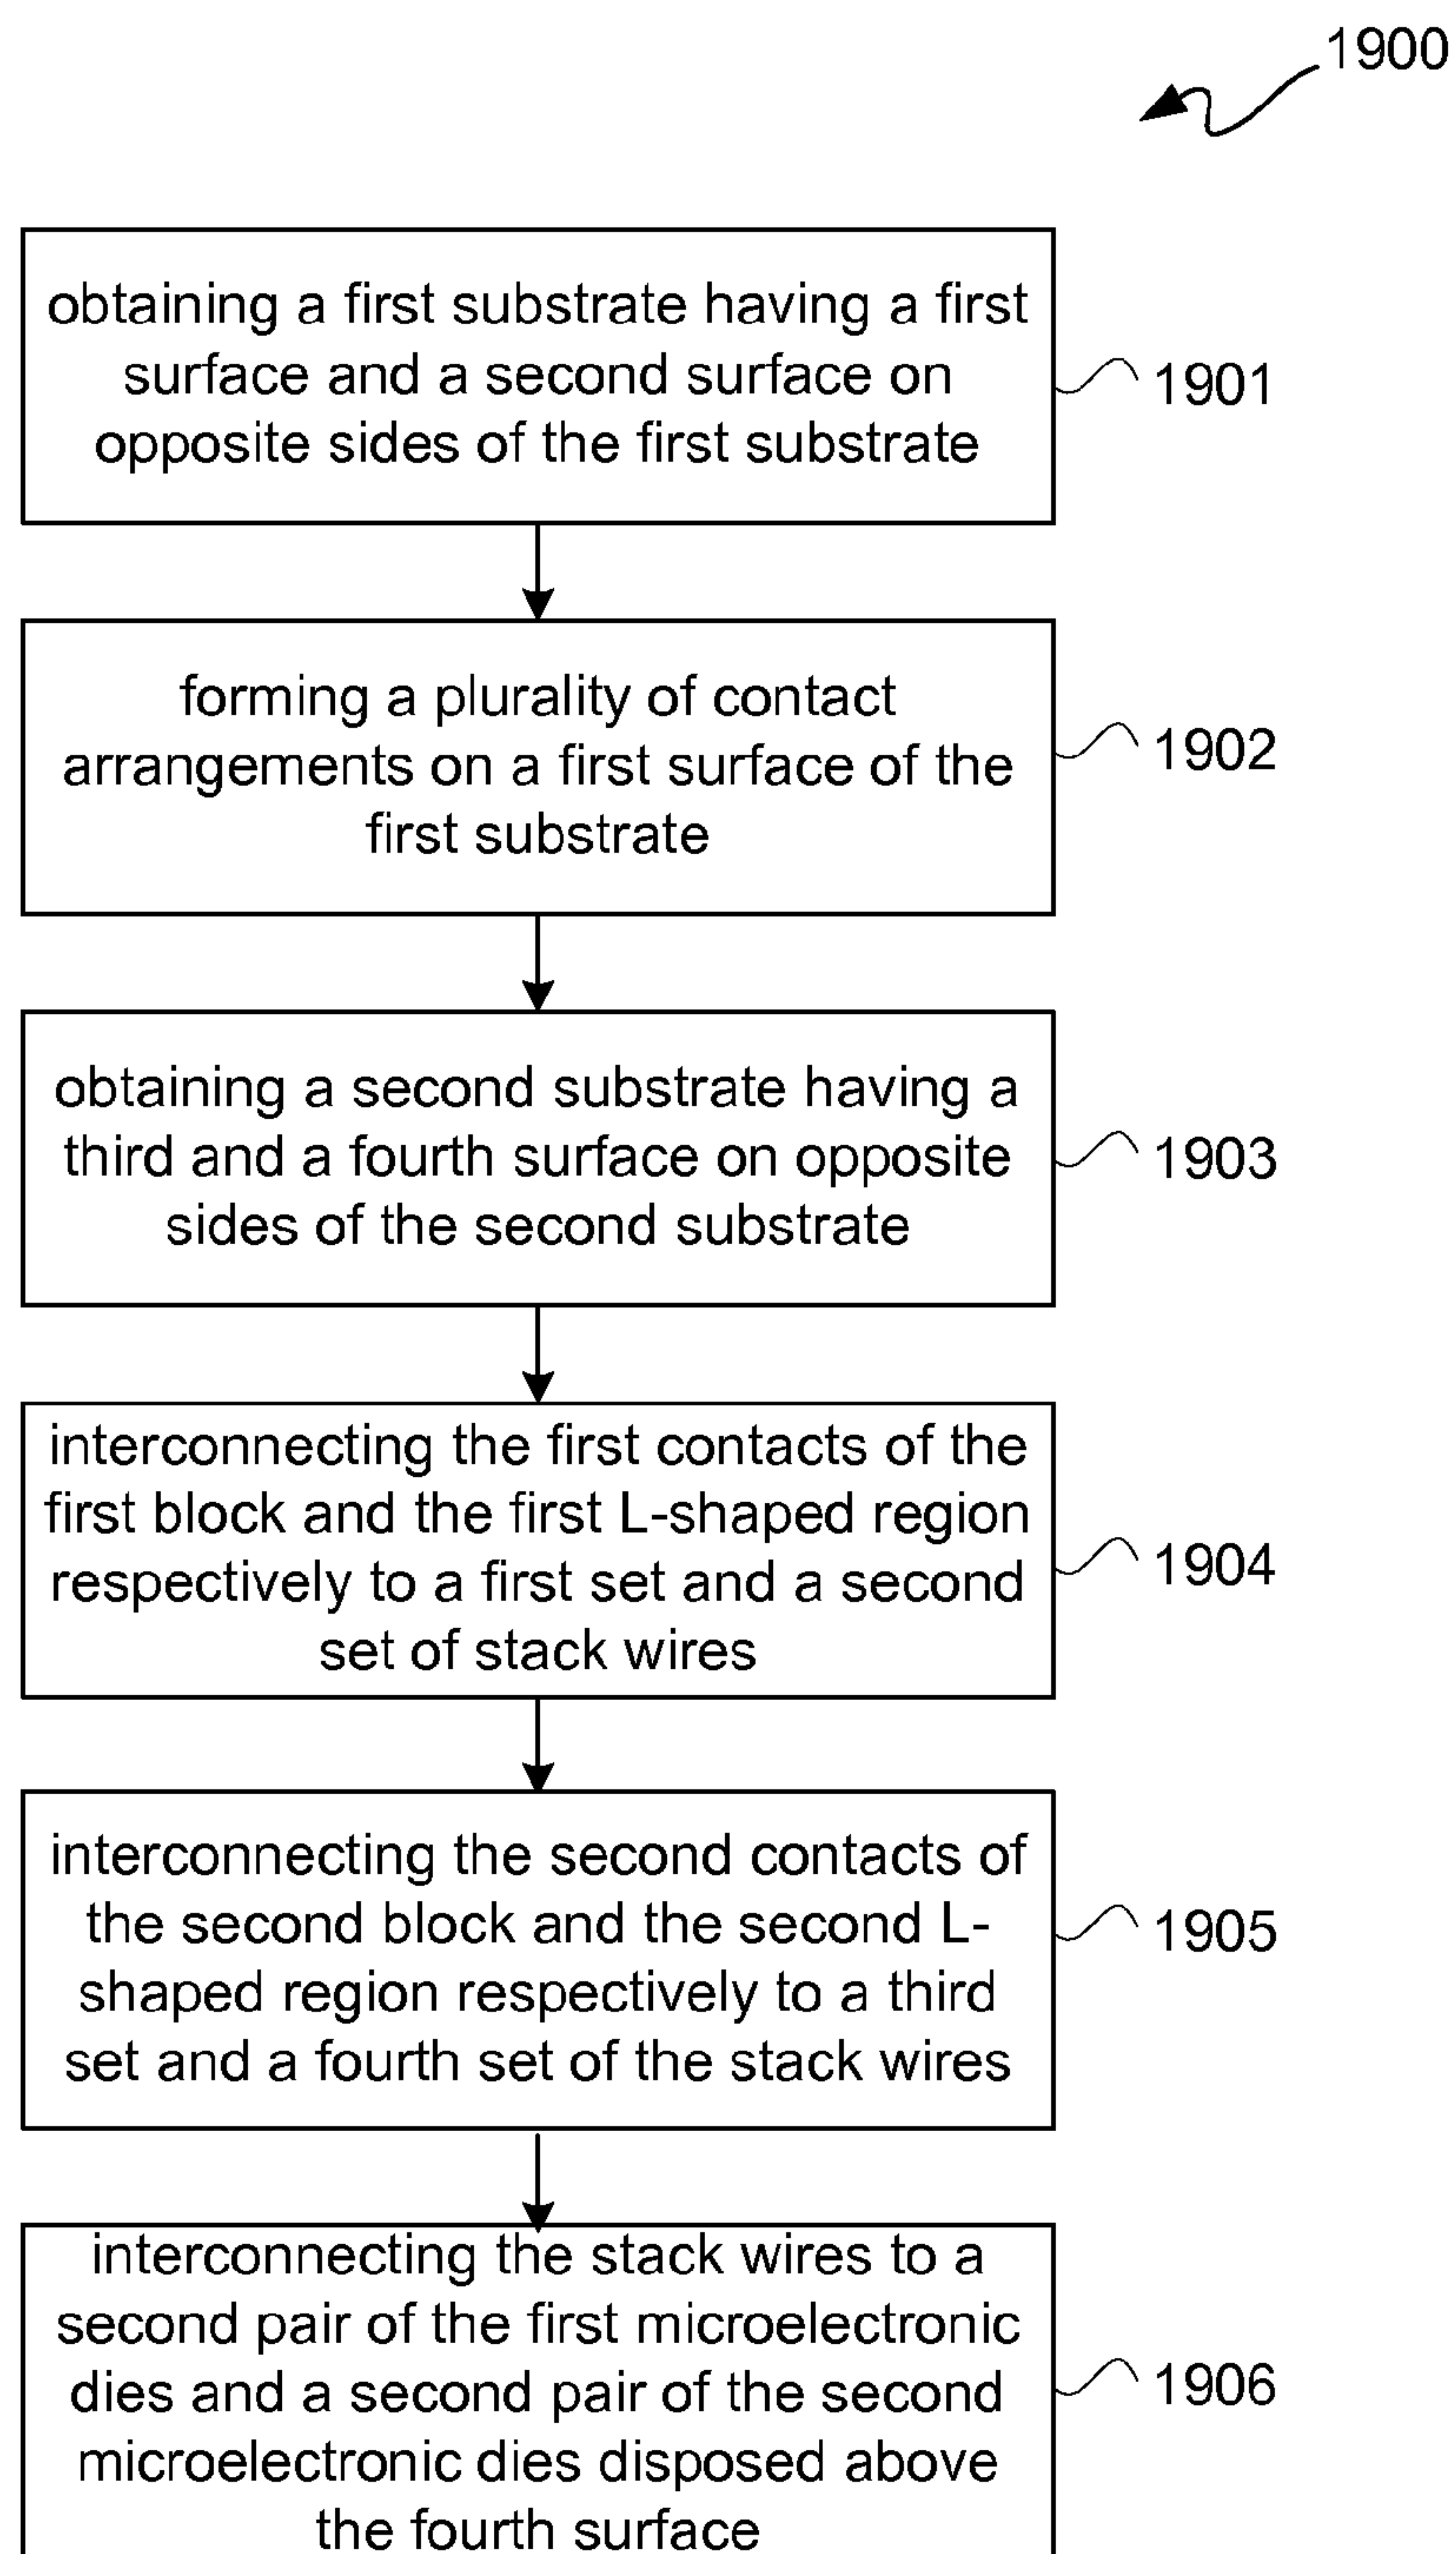 1900
obtaining a first substrate having a first
surface and a second surface on
opposite sides of the first substrate
1901
forming a plurality of contact
arrangements on a first surface of the
first substrate
1902
obtaining a second substrate having a
third and a fourth surface on opposite
sides of the second substrate
1903
interconnecting the first contacts of the
first block and the first L-shaped region
respectively to a first set and a second
set of stack wires
1904
interconnecting the second contacts of
the second block and the second L-
shaped region respectively to a third
set and a fourth set of the stack wires
1905
interconnecting the stack wires to a
second pair of the first microelectronic
dies and a second pair of the second
microelectronic dies disposed above
the fourth surface
1906